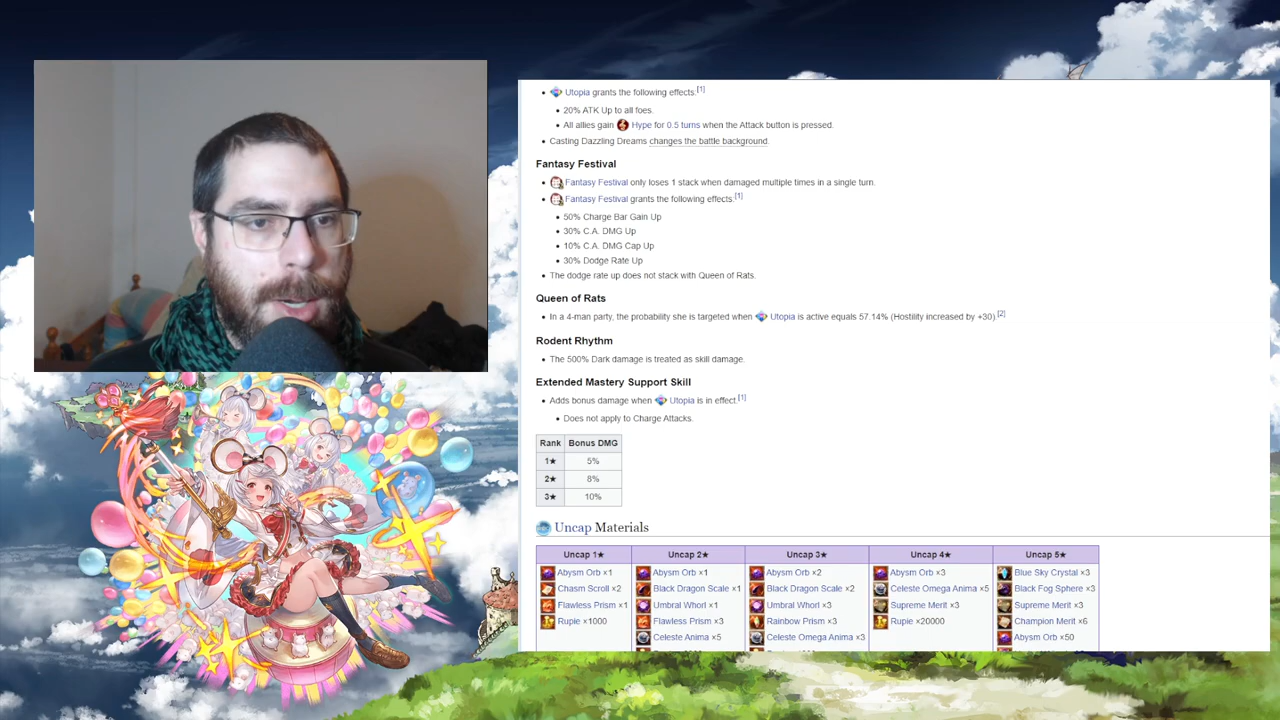 Utopia grants the following effects:[1]
20% ATK Up to all foes.
All allies gain Hype for 0.5 turns when the Attack button is pressed.
Casting Dazzling Dreams changes the battle background.
Fantasy Festival
Fantasy Festival only loses 1 stack when damaged multiple times in a single turn.
Fantasy Festival grants the following effects:[1]
50% Charge Bar Gain Up
30% C.A. DMG Up
10% C.A. DMG Cap Up
30% Dodge Rate Up
The dodge rate up does not stack with Queen of Rats.
Queen of Rats
In a 4-man party, the probability she is targeted when Utopia is active equals 57.14% (Hostility increased by +30).[2]
Rodent Rhythm
The 500% Dark damage is treated as skill damage.
Extended Mastery Support Skill
Adds bonus damage when Utopia is in effect.[1]
Does not apply to Charge Attacks.
Rank Bonus DMG
1★ 5%
2★ 8%
3★ 10%
Uncap Materials
Uncap 1★ Uncap 2★ Uncap 3★ Uncap 4★ Uncap 5★
Abysm Orb ×1 Abysm Orb ×1 Abysm Orb ×2 Abysm Orb ×3 Blue Sky Crystal ×3
Chasm Scroll ×2 Black Dragon Scale ×1 Black Dragon Scale ×2 Celeste Omega Anima ×5 Black Fog Sphere ×3
Flawless Prism ×1 Umbral Whorl ×1 Umbral Whorl ×3 Supreme Merit ×3 Supreme Merit ×3
Rupie ×1000 Flawless Prism ×3 Rainbow Prism ×3 Rupie ×20000 Champion Merit ×6
Celeste Anima ×5 Celeste Omega Anima ×3 Abysm Orb ×50